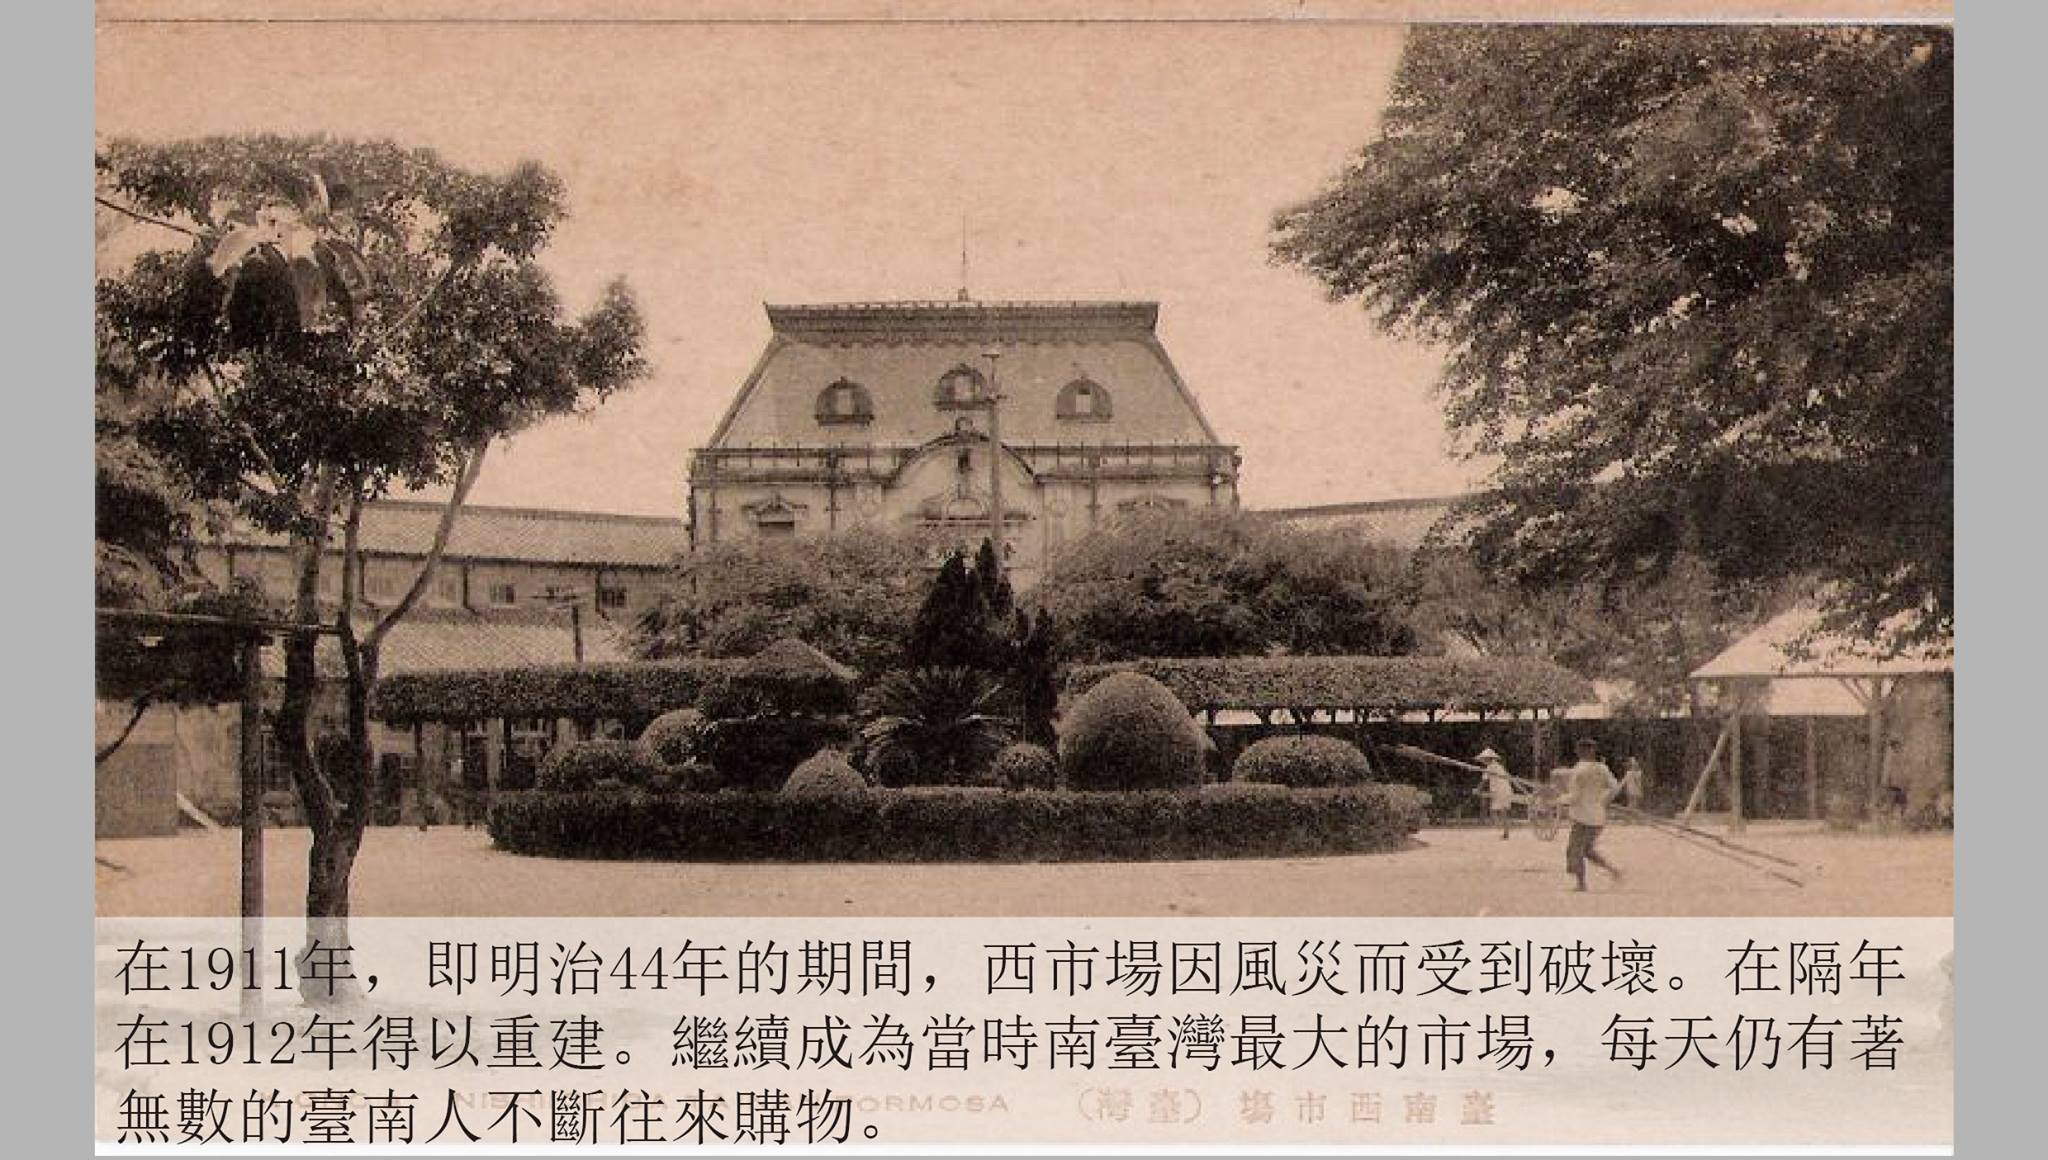 在1911年，即明治44年的期間，西市場因風災而受到破壞。在隔年
在1912年得以重建。繼續成為當時南臺灣最大的市場，每天仍有著
無數的臺南人不斷往來購物。
FORMOSA
（灣臺）場市西南臺